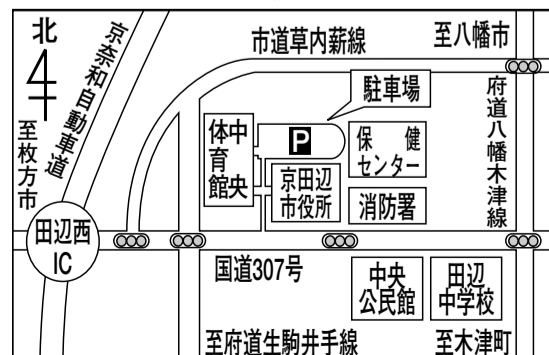 北
京奈和自動車道
市道草内薪線
至八幡市
駐車場
府道八幡木津線
至枚方市
中央
体育館
P
保健
センター
京田辺
市役所
消防署
田辺西
IC
国道307号
中央
公民館
田辺
中学校
至府道生駒井手線
至木津町